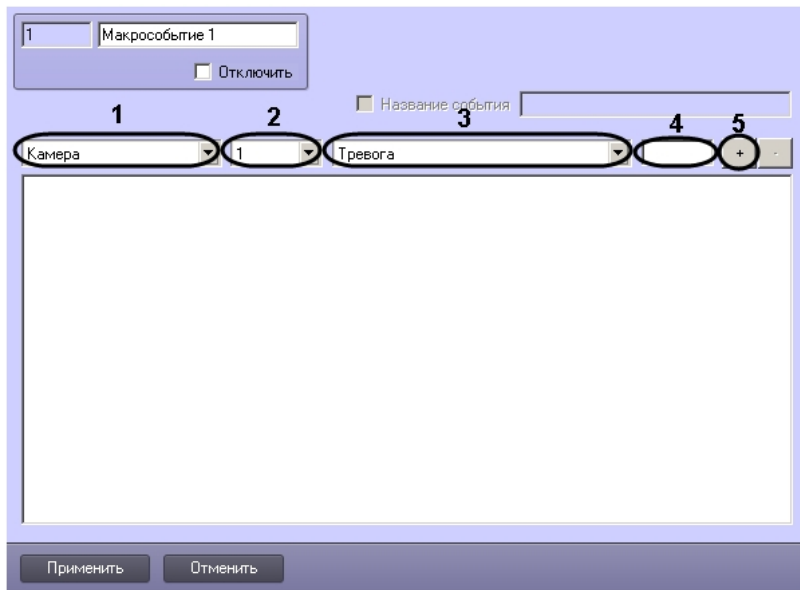 1 Макрособытие 1
Отключить
Название события
1 2 3 4 5
Камера 1 Тревога + -
Применить Отменить